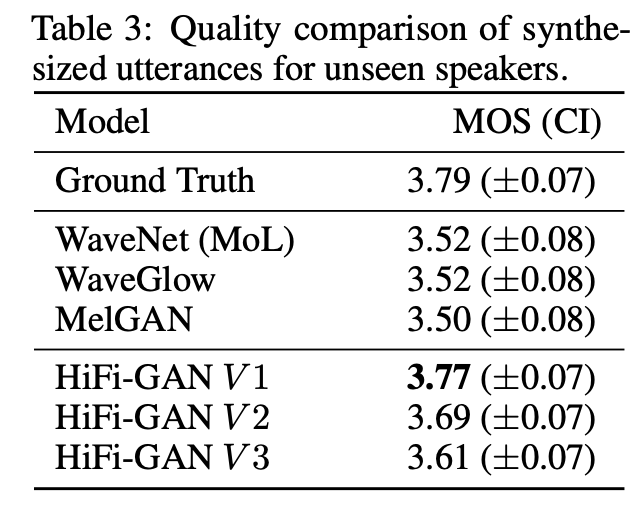 Table 3: Quality comparison of synthe-
sized utterances for unseen speakers.
Model MOS (CI)
Ground Truth 3.79 (±0.07)
WaveNet (MoL) 3.52 (±0.08)
WaveGlow 3.52 (±0.08)
MelGAN 3.50 (±0.08)
HiFi-GAN V1 3.77 (±0.07)
HiFi-GAN V2 3.69 (±0.07)
HiFi-GAN V3 3.61 (±0.07)